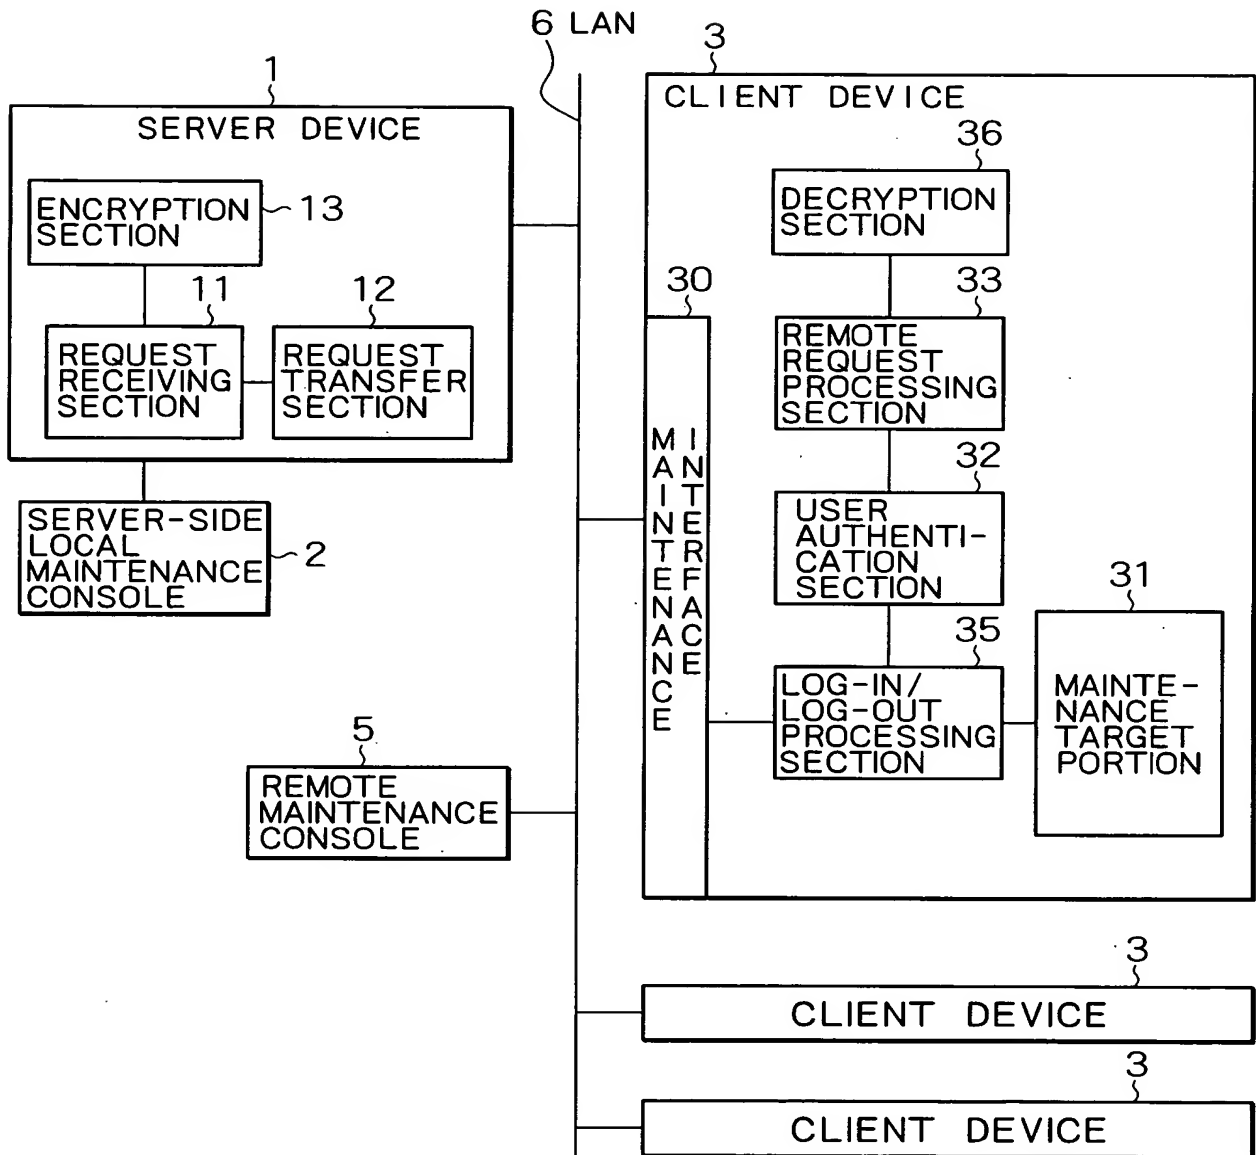 6 LAN
1
SERVER DEVICE
ENCRYPTION
SECTION
13
11
REQUEST
RECEIVING
SECTION
12
REQUEST
TRANSFER
SECTION
SERVER-SIDE
LOCAL
MAINTENANCE
CONSOLE
2
5
REMOTE
MAINTENANCE
CONSOLE
3
CLIENT DEVICE
36
DECRYPTION
SECTION
30
MAINTENANCE
INTERFACE
33
REMOTE
REQUEST
PROCESSING
SECTION
32
USER
AUTHENTI-
CATION
SECTION
35
LOG-IN/
LOG-OUT
PROCESSING
SECTION
31
MAINTE-
NANCE
TARGET
PORTION
3
CLIENT DEVICE
3
CLIENT DEVICE